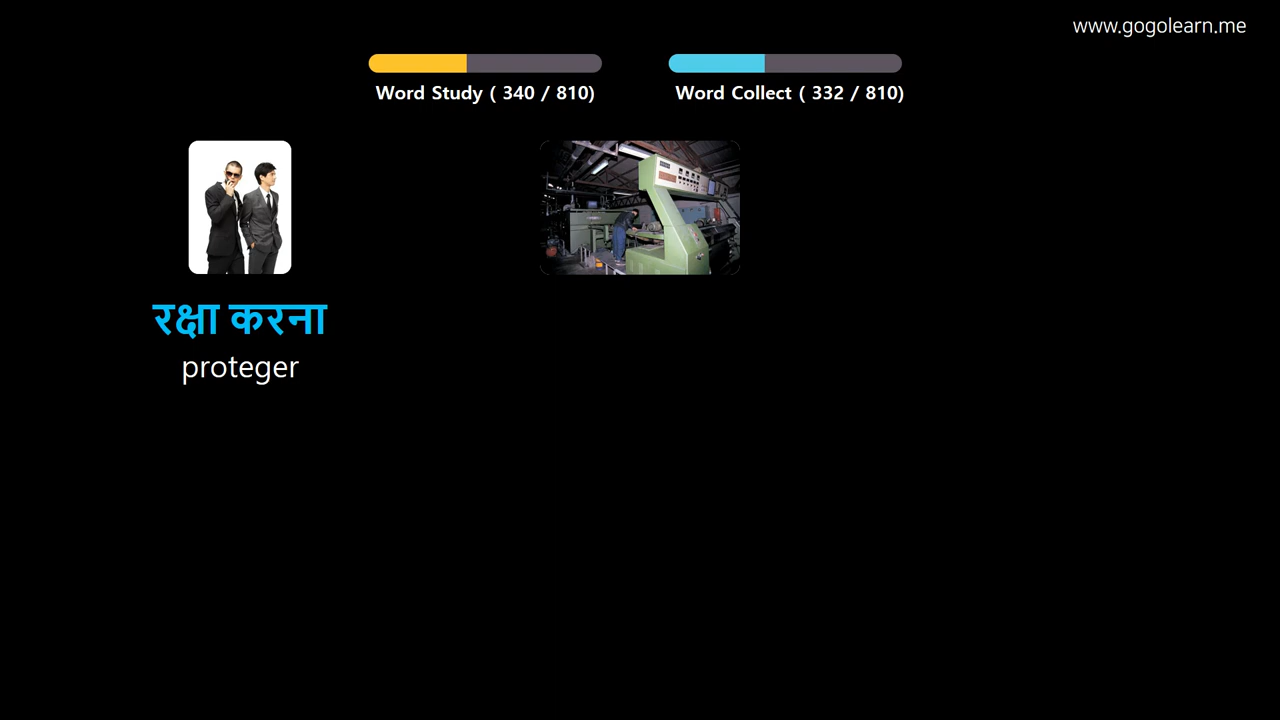 www.gogolearn.me
Word Study ( 340 / 810)
Word Collect ( 332 / 810)
रक्षा करना
proteger